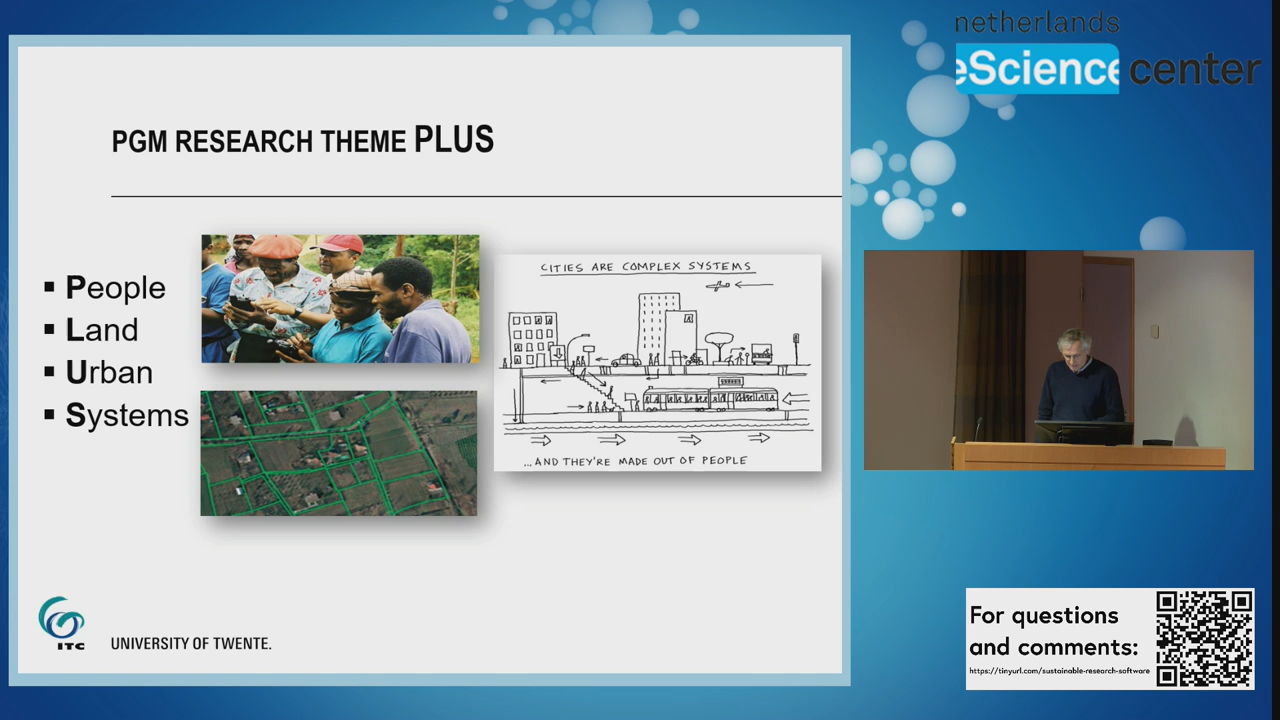 netherlands
eScience center
PGM RESEARCH THEME PLUS
▪ People
▪ Land
▪ Urban
▪ Systems
CITIES ARE COMPLEX SYSTEMS
...AND THEY'RE MADE OUT OF PEOPLE
ITC
UNIVERSITY OF TWENTE.
For questions
and comments:
https://tinyurl.com/sustainable-research-software